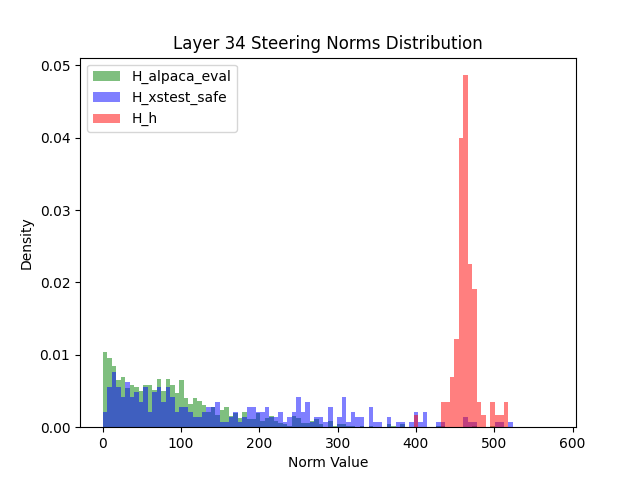 Layer 34 Steering Norms Distribution
H_alpaca_eval
H_xstest_safe
H_h
Density
0.05
0.04
0.03
0.02
0.01
0.00
0 100 200 300 400 500 600
Norm Value